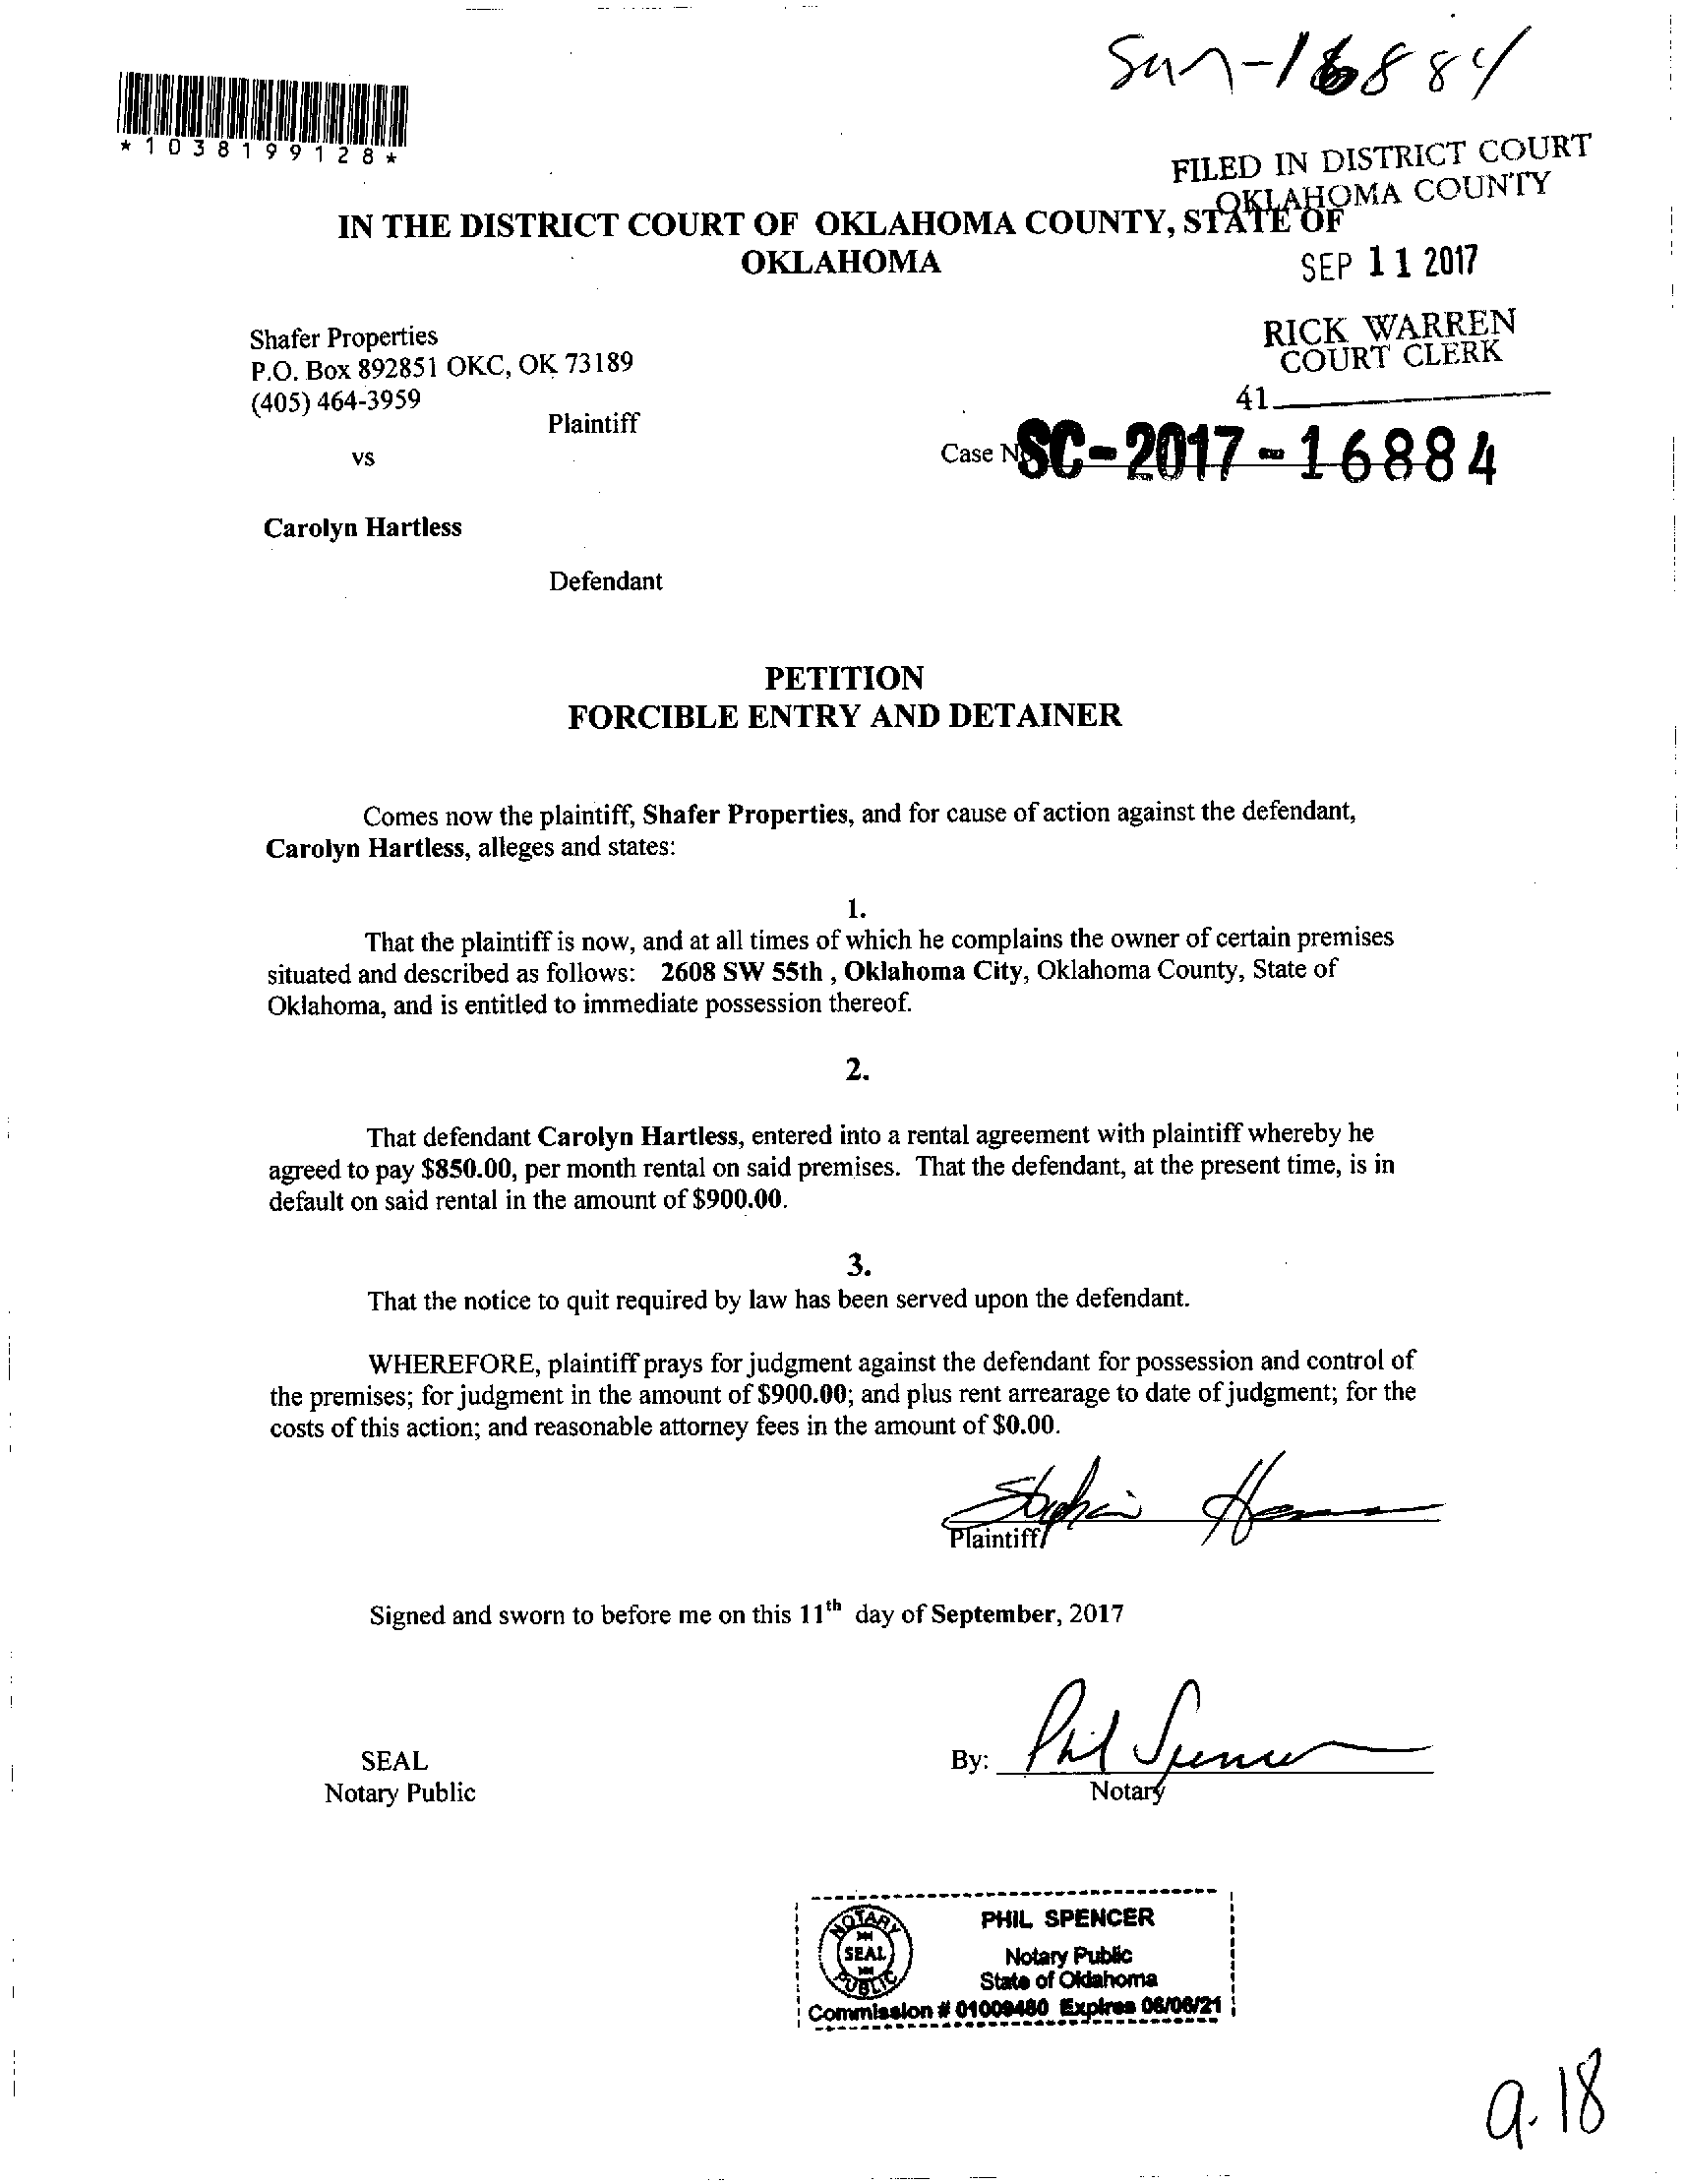 *1038199128*
FILED IN DISTRICT COURT
OKLAHOMA COUNTY
IN THE DISTRICT COURT OF OKLAHOMA COUNTY, STATE OF
OKLAHOMA
SEP 11 2017
RICK WARREN
COURT CLERK
41
Shafer Properties
P.O. Box 892851 OKC, OK 73189
(405) 464-3959
Plaintiff
vs
Case No SC-2017-16884
Carolyn Hartless
Defendant
PETITION
FORCIBLE ENTRY AND DETAINER
Comes now the plaintiff, Shafer Properties, and for cause of action against the defendant,
Carolyn Hartless, alleges and states:
1.
That the plaintiff is now, and at all times of which he complains the owner of certain premises
situated and described as follows: 2608 SW 55th , Oklahoma City, Oklahoma County, State of
Oklahoma, and is entitled to immediate possession thereof.
2.
That defendant Carolyn Hartless, entered into a rental agreement with plaintiff whereby he
agreed to pay $850.00, per month rental on said premises. That the defendant, at the present time, is in
default on said rental in the amount of $900.00.
3.
That the notice to quit required by law has been served upon the defendant.
WHEREFORE, plaintiff prays for judgment against the defendant for possession and control of
the premises; for judgment in the amount of $900.00; and plus rent arrearage to date of judgment; for the
costs of this action; and reasonable attorney fees in the amount of $0.00.
Plaintiff
Signed and sworn to before me on this 11th day of September, 2017
SEAL
Notary Public
By: Phil Spencer
Notary
NOTARY SEAL PUBLIC
PHIL SPENCER
Notary Public
State of Oklahoma
Commission # 01009480 Expires 06/06/21
9.18